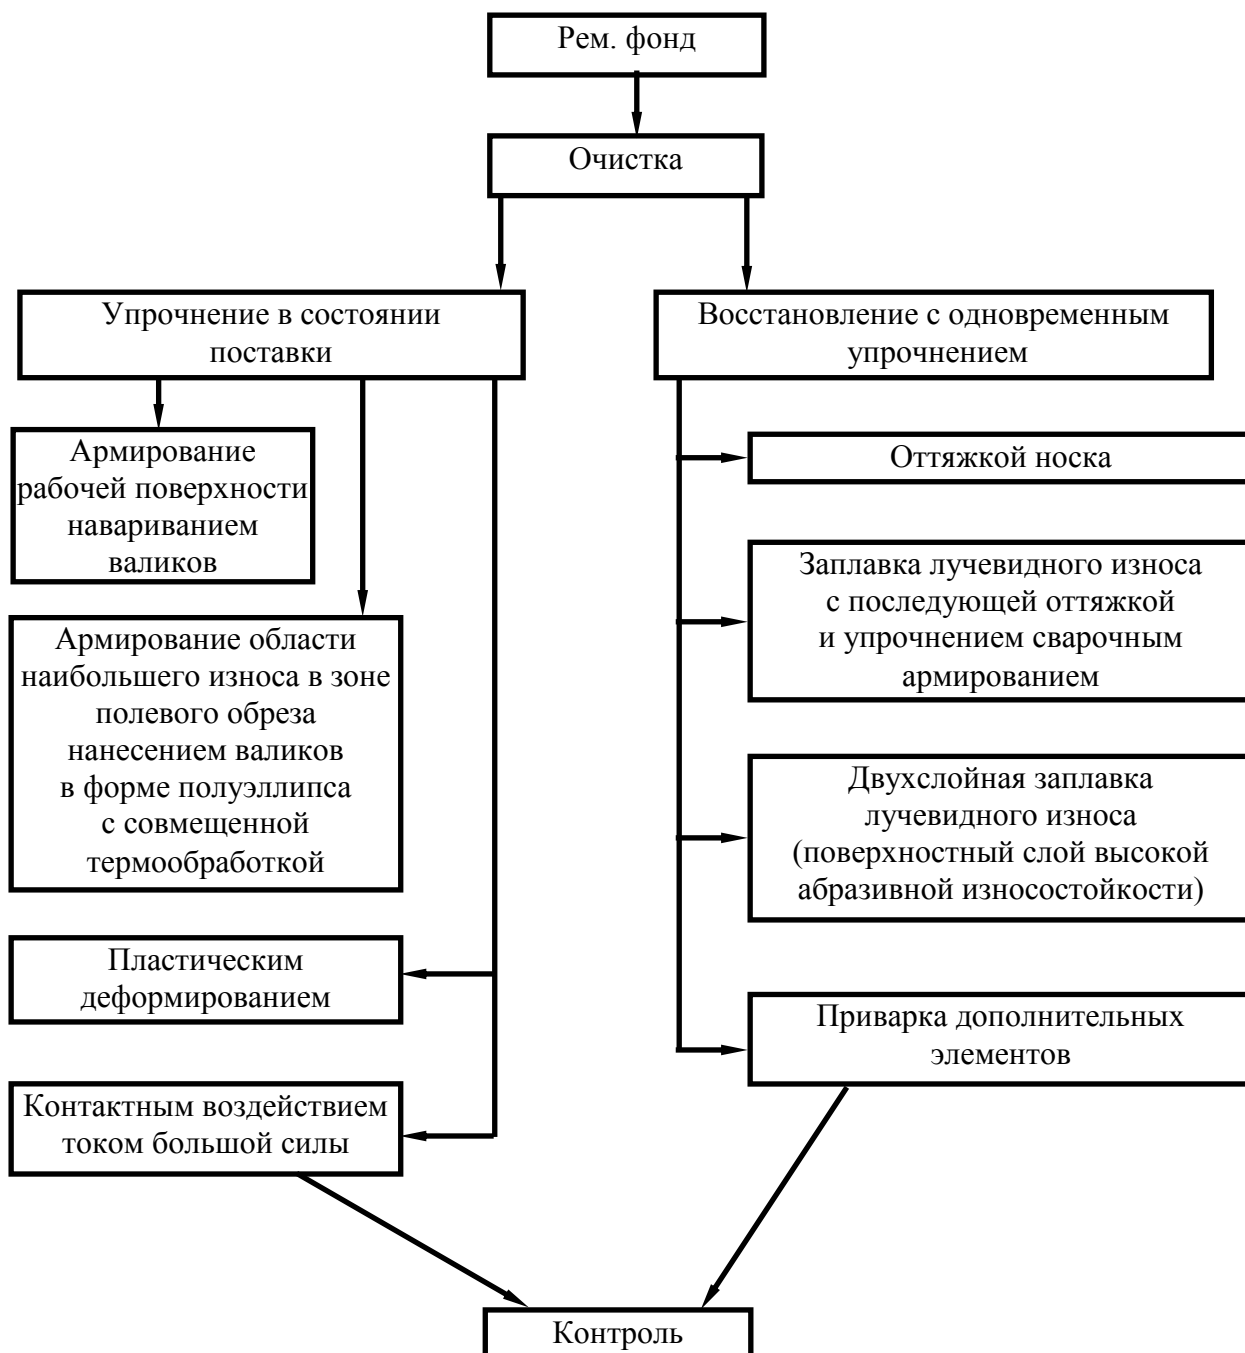 Рем. фонд
Очистка
Упрочнение в состоянии
поставки
Восстановление с одновременным
упрочнением
Армирование
рабочей поверхности
навариванием
валиков
Армирование области
наибольшего износа в зоне
полевого обреза
нанесением валиков
в форме полуэллипса
с совмещенной
термообработкой
Пластическим
деформированием
Контактным воздействием
током большой силы
Оттяжкой носка
Заплавка лучевидного износа
с последующей оттяжкой
и упрочнением сварочным
армированием
Двухслойная заплавка
лучевидного износа
(поверхностный слой высокой
абразивной износостойкости)
Приварка дополнительных
элементов
Контроль